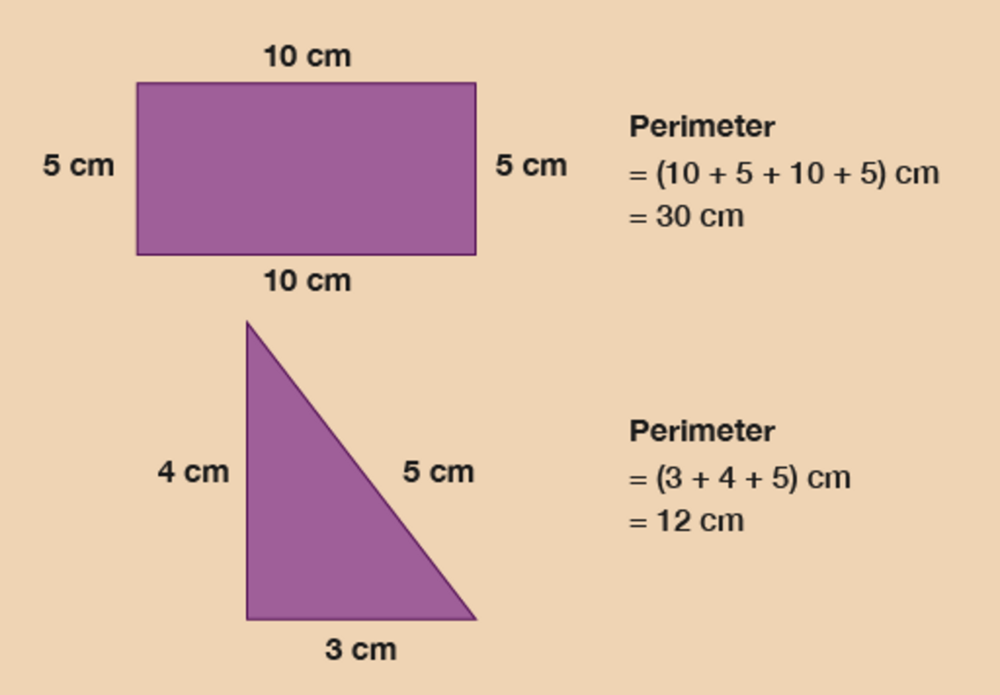 10 cm
5 cm
5 cm
10 cm
Perimeter
= (10 + 5 + 10 + 5) cm
= 30 cm
4 cm
5 cm
3 cm
Perimeter
= (3 + 4 + 5) cm
= 12 cm